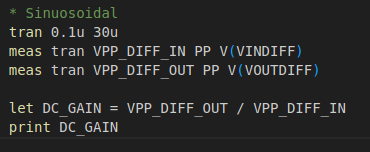 * Sinuosoidal
tran 0.1u 30u
meas tran VPP_DIFF_IN PP V(VINDIFF)
meas tran VPP_DIFF_OUT PP V(VOUTDIFF)
let DC_GAIN = VPP_DIFF_OUT / VPP_DIFF_IN
print DC_GAIN